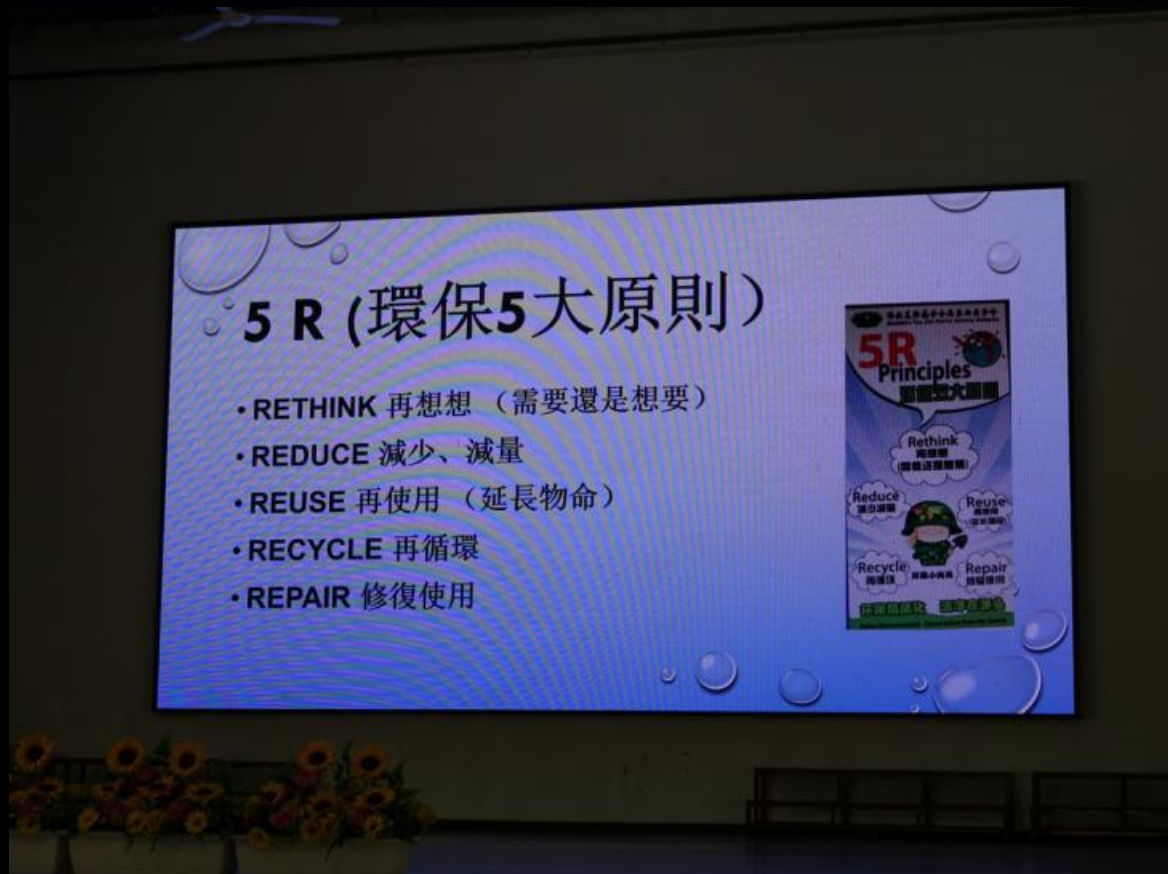 5 R (環保5大原則）
• RETHINK 再想想 （需要還是想要）
• REDUCE 減少、減量
• REUSE 再使用 （延長物命）
• RECYCLE 再循環
• REPAIR 修復使用
5R
Principles
Rethink
Reduce
Reuse
Recycle
Repair